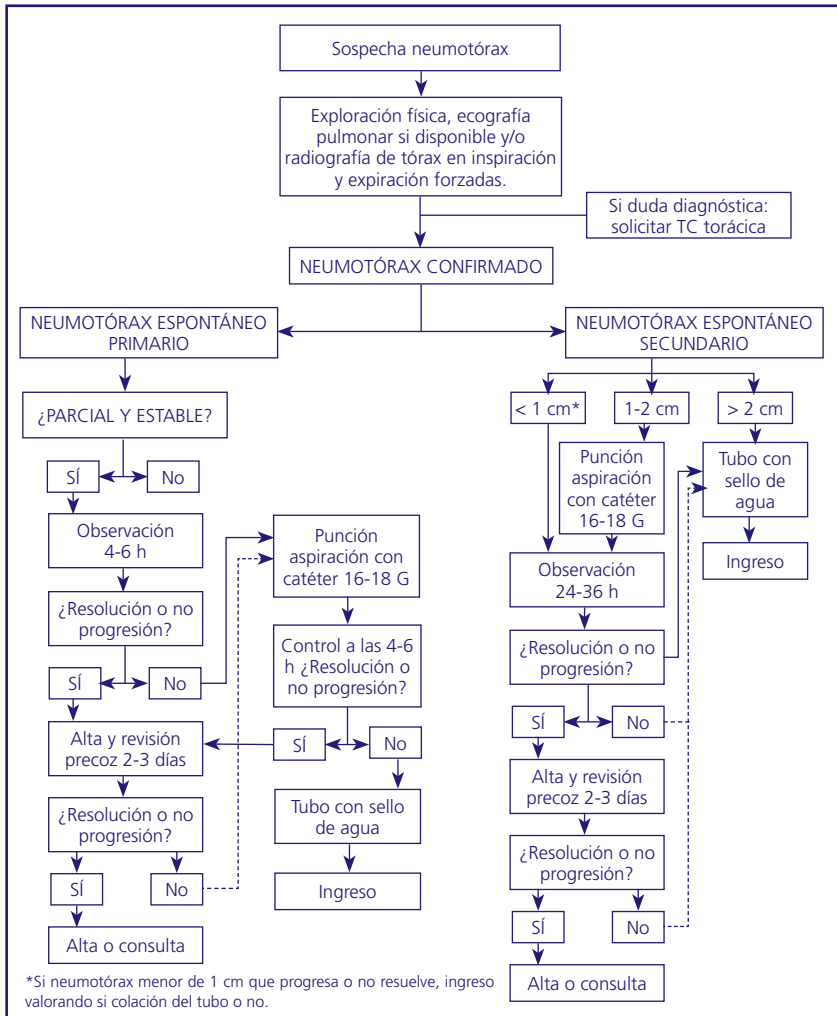 Sospecha neumotórax
Exploración física, ecografía
pulmonar si disponible y/o
radiografía de tórax en inspiración
y expiración forzadas.
Si duda diagnóstica:
solicitar TC torácica
NEUMOTÓRAX CONFIRMADO
NEUMOTÓRAX ESPONTÁNEO
PRIMARIO
¿PARCIAL Y ESTABLE?
SÍ
No
Observación
4-6 h
¿Resolución o no
progresión?
SÍ
No
Alta y revisión
precoz 2-3 días
¿Resolución o no
progresión?
SÍ
No
Alta o consulta
Punción
aspiración con
catéter 16-18 G
Control a las 4-6
h ¿Resolución o
no progresión?
SÍ
No
Tubo con sello
de agua
Ingreso
NEUMOTÓRAX ESPONTÁNEO
SECUNDARIO
< 1 cm*
1-2 cm
> 2 cm
Punción
aspiración
con catéter
16-18 G
Tubo con
sello de
agua
Ingreso
Observación
24-36 h
¿Resolución o no
progresión?
SÍ
No
Alta y revisión
precoz 2-3 días
¿Resolución o no
progresión?
SÍ
No
Alta o consulta
*Si neumotórax menor de 1 cm que progresa o no resuelve, ingreso
valorando si colación del tubo o no.